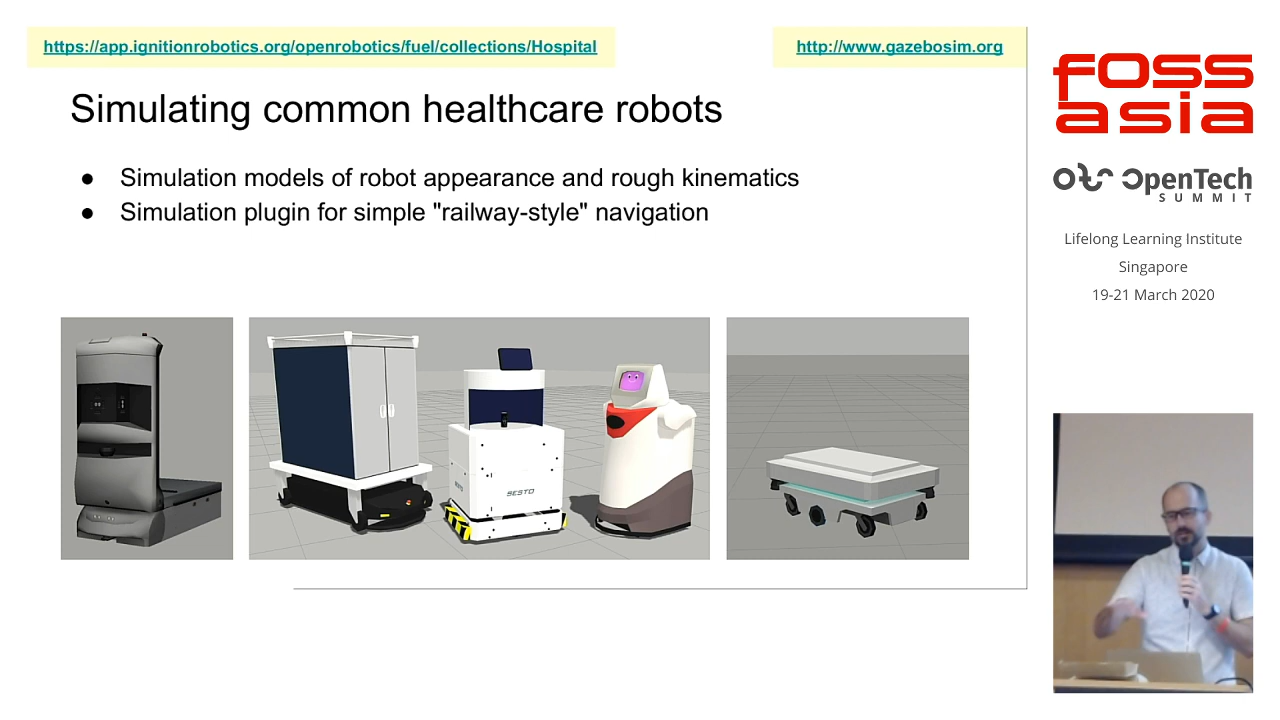 https://app.ignitionrobotics.org/openrobotics/fuel/collections/Hospital
http://www.gazebosim.org
Simulating common healthcare robots
● Simulation models of robot appearance and rough kinematics
● Simulation plugin for simple "railway-style" navigation
SESTO
FOSS
asia
OpenTech
SUMMIT
Lifelong Learning Institute
Singapore
19-21 March 2020